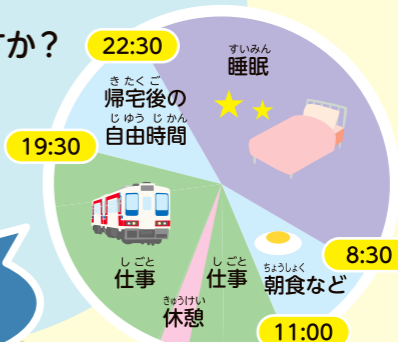 すか？
22:30
すいみん
睡眠
きたくご
帰宅後の
じゆうじかん
自由時間
19:30
しごと
仕事
しごと
仕事
ちょうしょく
朝食など
8:30
きゅうけい
休憩
11:00